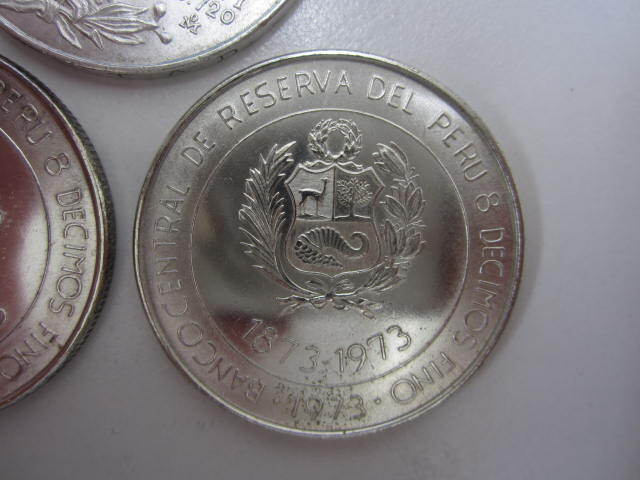 BANCO CENTRAL DE RESERVA DEL PERU 8 DECIMOS FINO
1873-1973
· 1973 ·
PERU 8 DECIMOS FINO